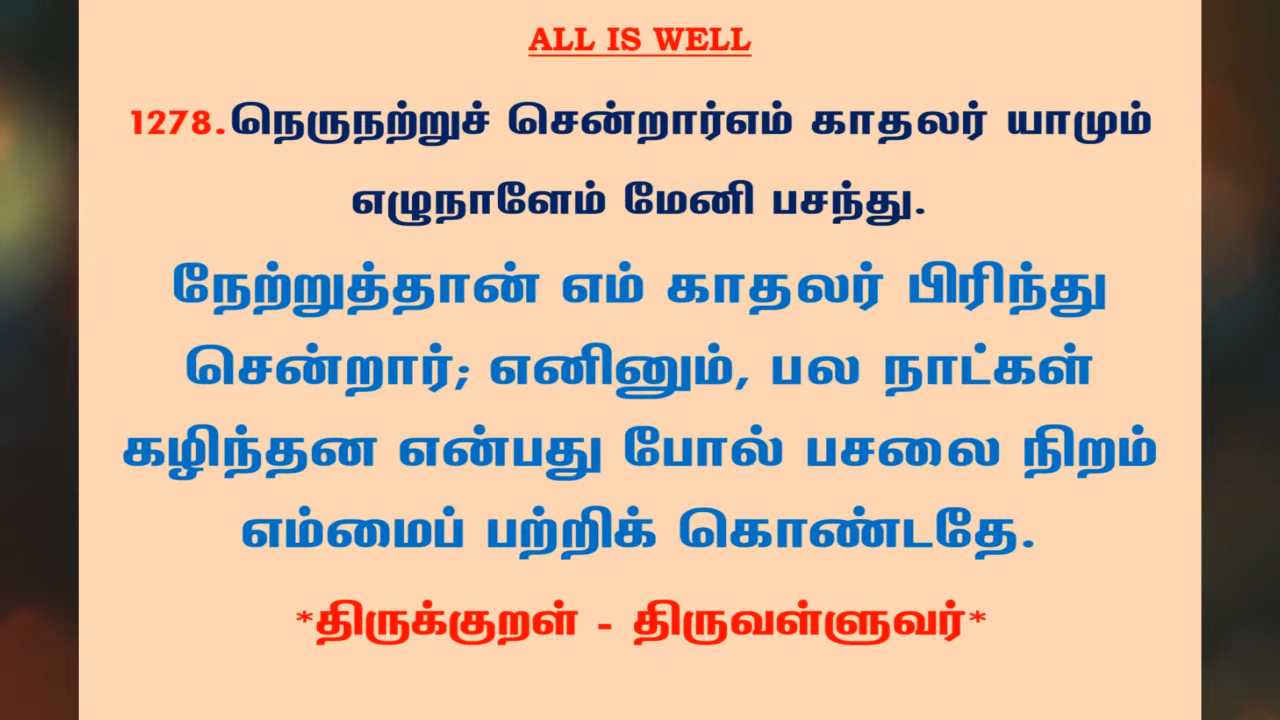 ALL IS WELL
1278.நெருநற்றுச் சென்றார்எம் காதலர் யாமும்
எழுநாளேம் மேனி பசந்து.
நேற்றுத்தான் எம் காதலர் பிரிந்து
சென்றார்; எனினும், பல நாட்கள்
கழிந்தன என்பது போல் பசலை நிறம்
எம்மைப் பற்றிக் கொண்டதே.
*திருக்குறள் - திருவள்ளுவர்*